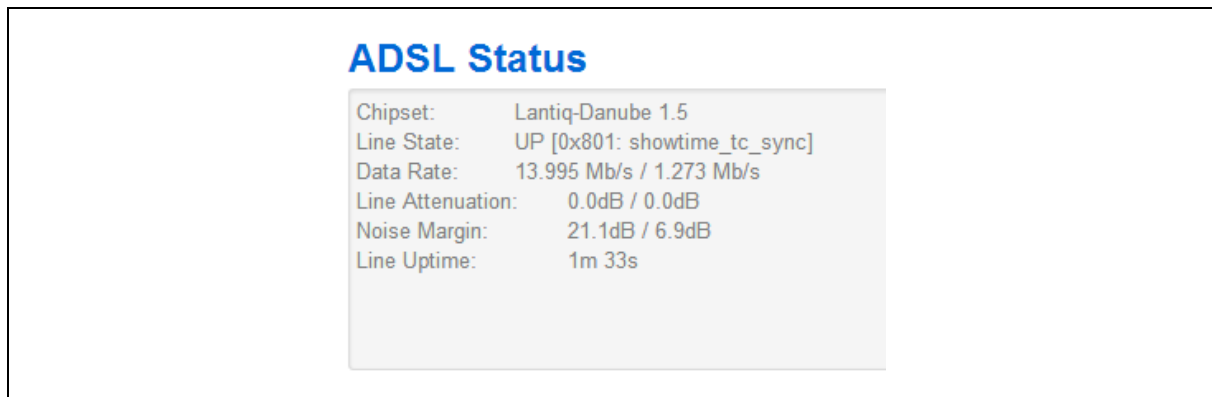 ADSL Status
Chipset: Lantiq-Danube 1.5
Line State: UP [0x801: showtime_tc_sync]
Data Rate: 13.995 Mb/s / 1.273 Mb/s
Line Attenuation: 0.0dB / 0.0dB
Noise Margin: 21.1dB / 6.9dB
Line Uptime: 1m 33s